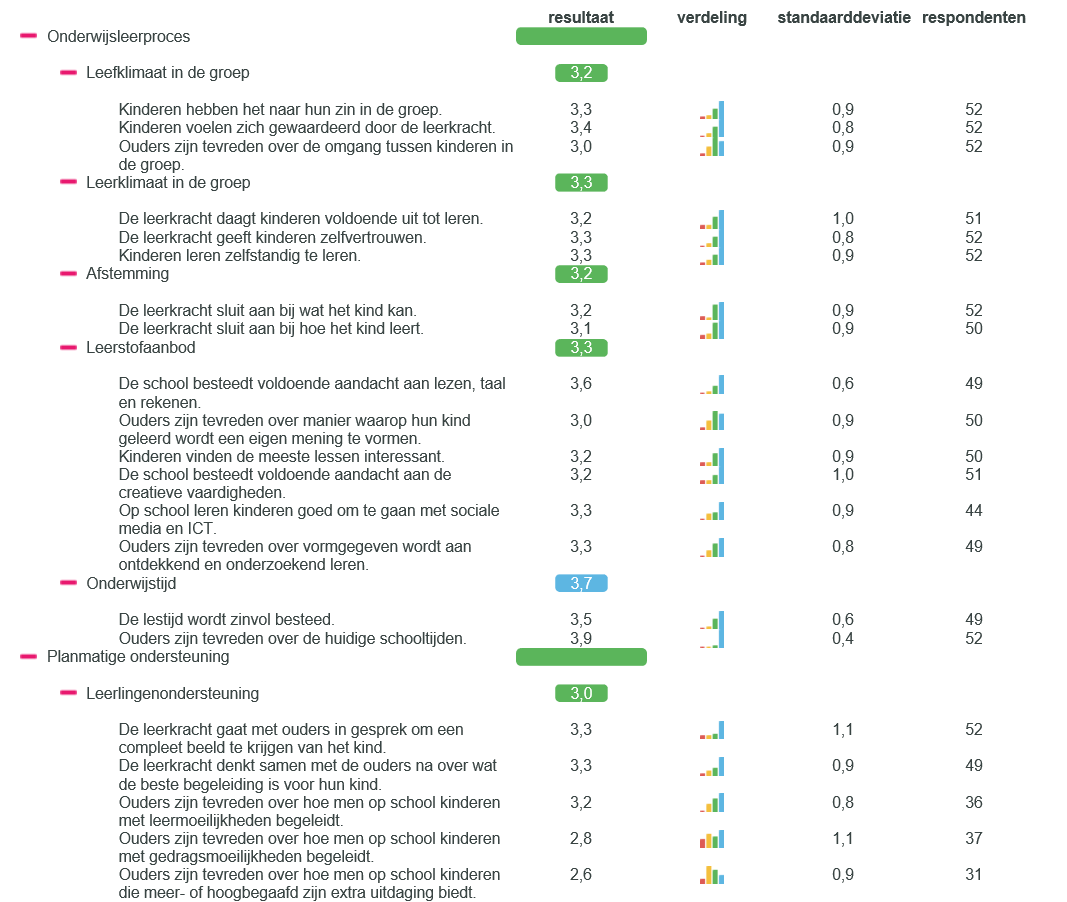 resultaat verdeling standaarddeviatie respondenten
Onderwijsleerproces
Leefklimaat in de groep 3,2
Kinderen hebben het naar hun zin in de groep. 3,3 0,9 52
Kinderen voelen zich gewaardeerd door de leerkracht. 3,4 0,8 52
Ouders zijn tevreden over de omgang tussen kinderen in 3,0 0,9 52
de groep.
Leerklimaat in de groep 3,3
De leerkracht daagt kinderen voldoende uit tot leren. 3,2 1,0 51
De leerkracht geeft kinderen zelfvertrouwen. 3,3 0,8 52
Kinderen leren zelfstandig te leren. 3,3 0,9 52
Afstemming 3,2
De leerkracht sluit aan bij wat het kind kan. 3,2 0,9 52
De leerkracht sluit aan bij hoe het kind leert. 3,1 0,9 50
Leerstofaanbod 3,3
De school besteedt voldoende aandacht aan lezen, taal 3,6 0,6 49
en rekenen.
Ouders zijn tevreden over manier waarop hun kind 3,0 0,9 50
geleerd wordt een eigen mening te vormen.
Kinderen vinden de meeste lessen interessant. 3,2 0,9 50
De school besteedt voldoende aandacht aan de 3,2 1,0 51
creatieve vaardigheden.
Op school leren kinderen goed om te gaan met sociale 3,3 0,9 44
media en ICT.
Ouders zijn tevreden over vormgegeven wordt aan 3,3 0,8 49
ontdekkend en onderzoekend leren.
Onderwijstijd 3,7
De lestijd wordt zinvol besteed. 3,5 0,6 49
Ouders zijn tevreden over de huidige schooltijden. 3,9 0,4 52
Planmatige ondersteuning
Leerlingenondersteuning 3,0
De leerkracht gaat met ouders in gesprek om een 3,3 1,1 52
compleet beeld te krijgen van het kind.
De leerkracht denkt samen met de ouders na over wat 3,3 0,9 49
de beste begeleiding is voor hun kind.
Ouders zijn tevreden over hoe men op school kinderen 3,2 0,8 36
met leermoeilijkheden begeleidt.
Ouders zijn tevreden over hoe men op school kinderen 2,8 1,1 37
met gedragsmoeilijkheden begeleidt.
Ouders zijn tevreden over hoe men op school kinderen 2,6 0,9 31
die meer- of hoogbegaafd zijn extra uitdaging biedt.